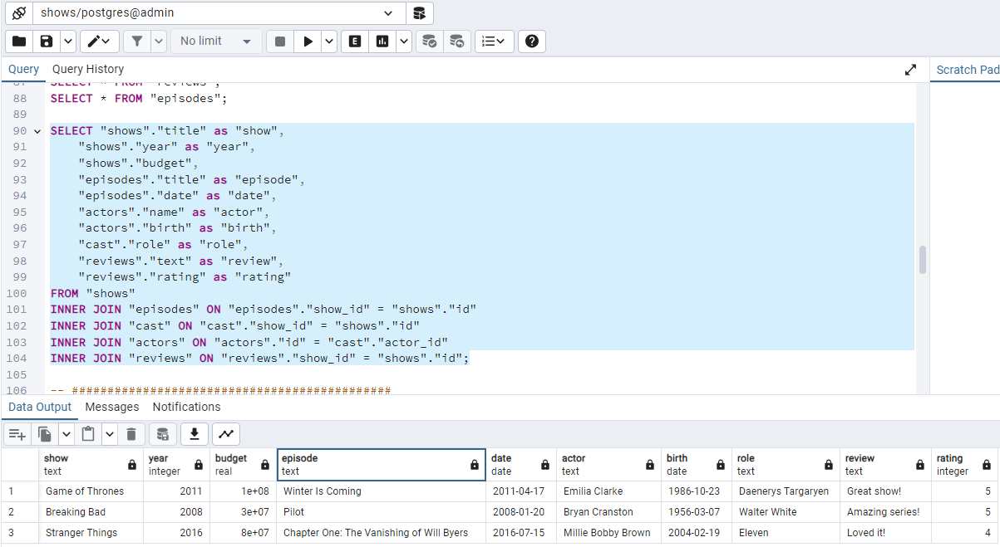 shows/postgres@admin
No limit
E
Query Query History Scratch Pad
87 SELECT * FROM "reviews";
88 SELECT * FROM "episodes";
89
90 SELECT "shows"."title" as "show",
91 "shows"."year" as "year",
92 "shows"."budget",
93 "episodes"."title" as "episode",
94 "episodes"."date" as "date",
95 "actors"."name" as "actor",
96 "actors"."birth" as "birth",
97 "cast"."role" as "role",
98 "reviews"."text" as "review",
99 "reviews"."rating" as "rating"
100 FROM "shows"
101 INNER JOIN "episodes" ON "episodes"."show_id" = "shows"."id"
102 INNER JOIN "cast" ON "cast"."show_id" = "shows"."id"
103 INNER JOIN "actors" ON "actors"."id" = "cast"."actor_id"
104 INNER JOIN "reviews" ON "reviews"."show_id" = "shows"."id";
105
106 -- #############################################
Data Output Messages Notifications
show year budget episode date actor birth role review rating
text integer real text date text date text text integer
1 Game of Thrones 2011 1e+08 Winter Is Coming 2011-04-17 Emilia Clarke 1986-10-23 Daenerys Targaryen Great show! 5
2 Breaking Bad 2008 3e+07 Pilot 2008-01-20 Bryan Cranston 1956-03-07 Walter White Amazing series! 5
3 Stranger Things 2016 8e+07 Chapter One: The Vanishing of Will Byers 2016-07-15 Millie Bobby Brown 2004-02-19 Eleven Loved it! 4